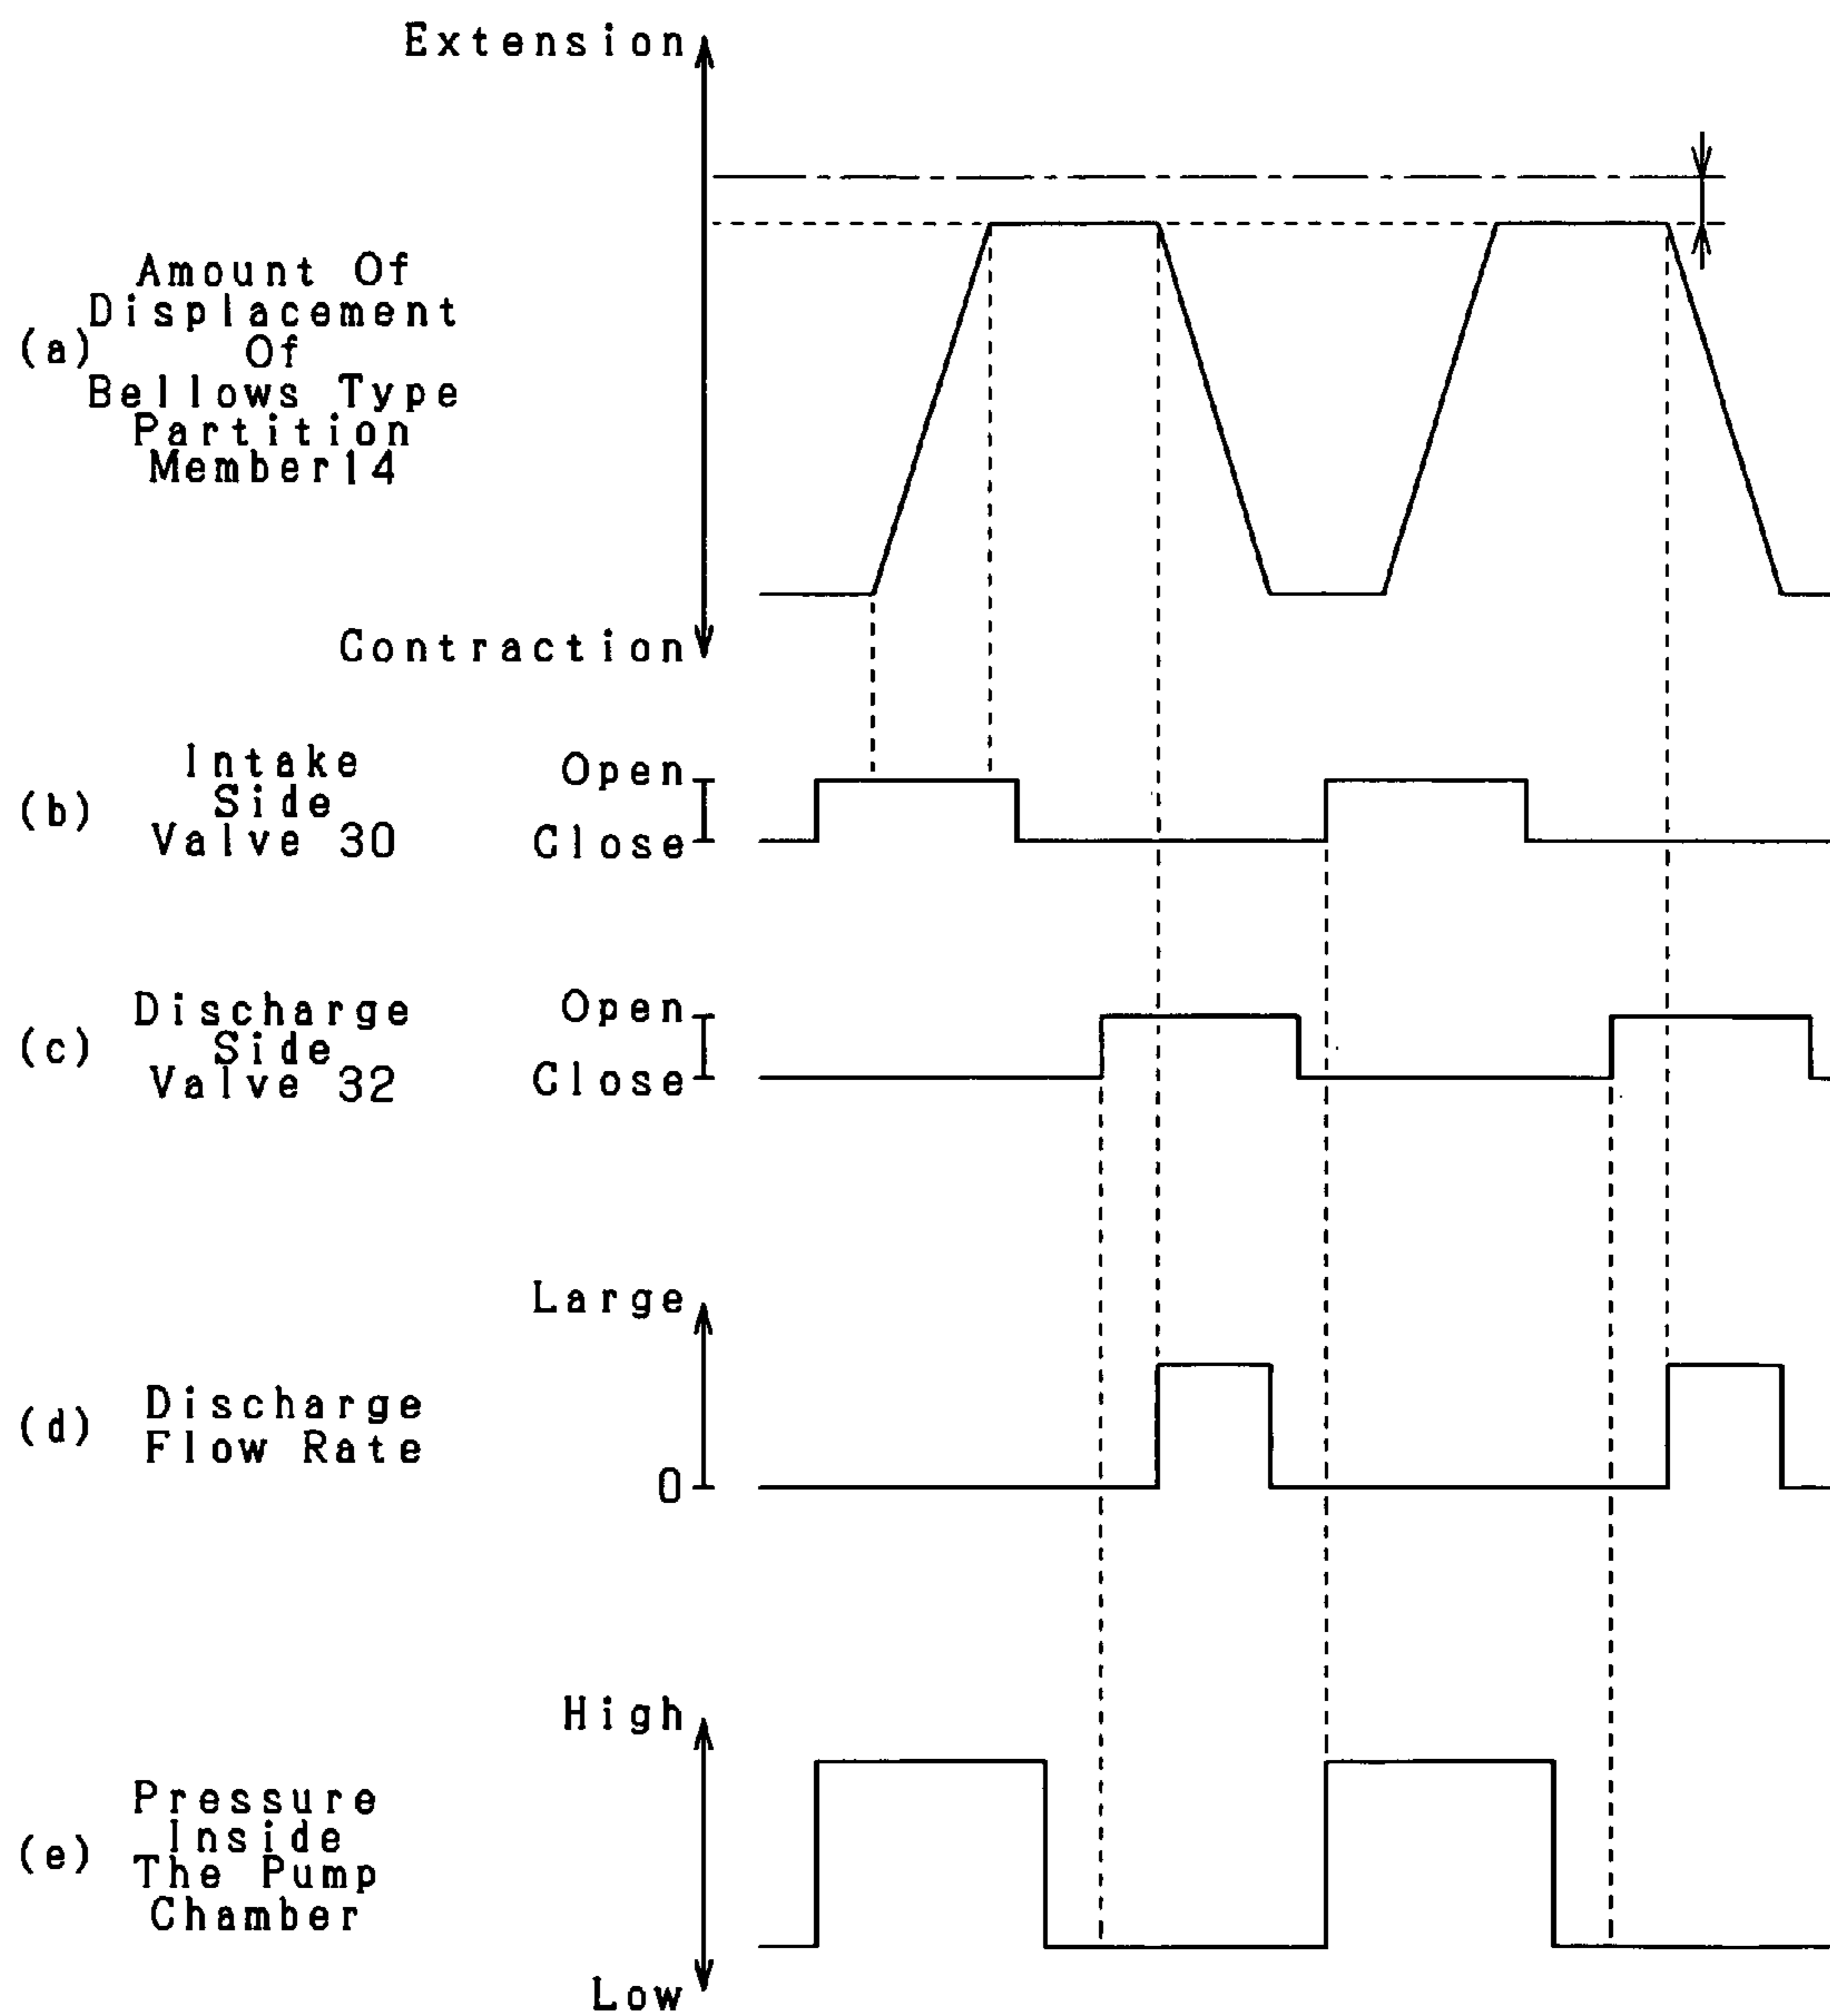 Extension
(a)
Amount Of
Displacement
Of
Bellows Type
Partition
Member14
Contraction
(b)
Intake
Side
Valve 30
Open
Close
(c)
Discharge
Side
Valve 32
Open
Close
(d)
Discharge
Flow Rate
Large
0
(e)
Pressure
Inside
The Pump
Chamber
High
Low